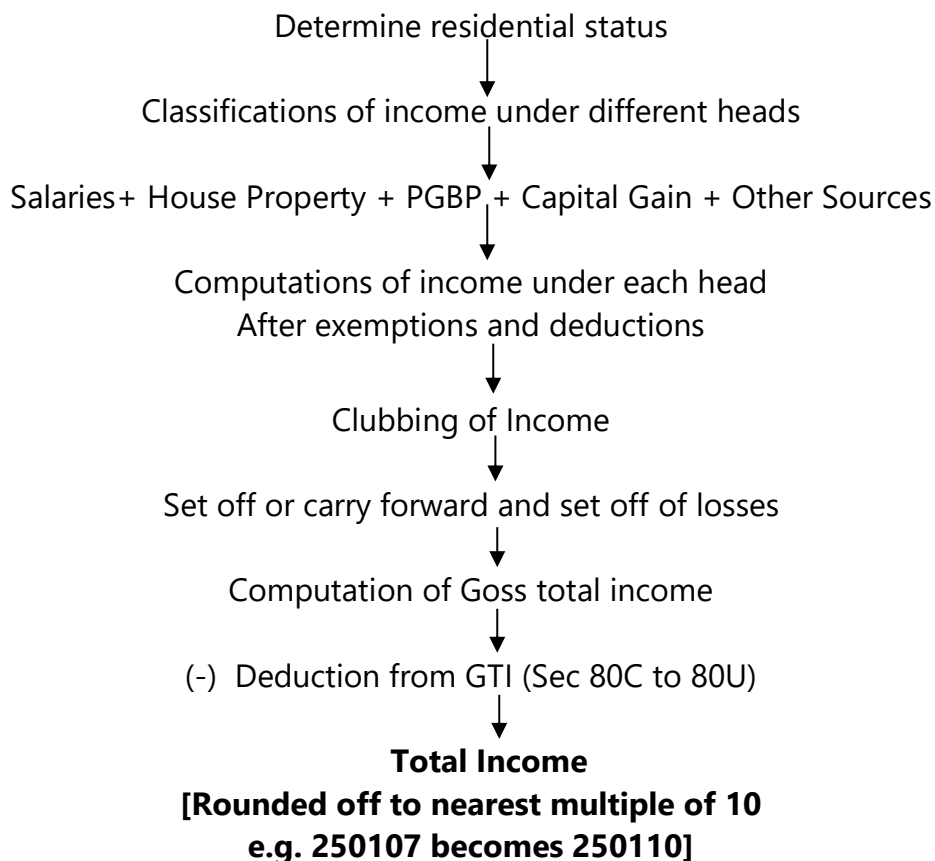 Determine residential status
Classifications of income under different heads
Salaries+ House Property + PGBP + Capital Gain + Other Sources
Computations of income under each head
After exemptions and deductions
Clubbing of Income
Set off or carry forward and set off of losses
Computation of Goss total income
(-) Deduction from GTI (Sec 80C to 80U)
Total Income
[Rounded off to nearest multiple of 10
e.g. 250107 becomes 250110]